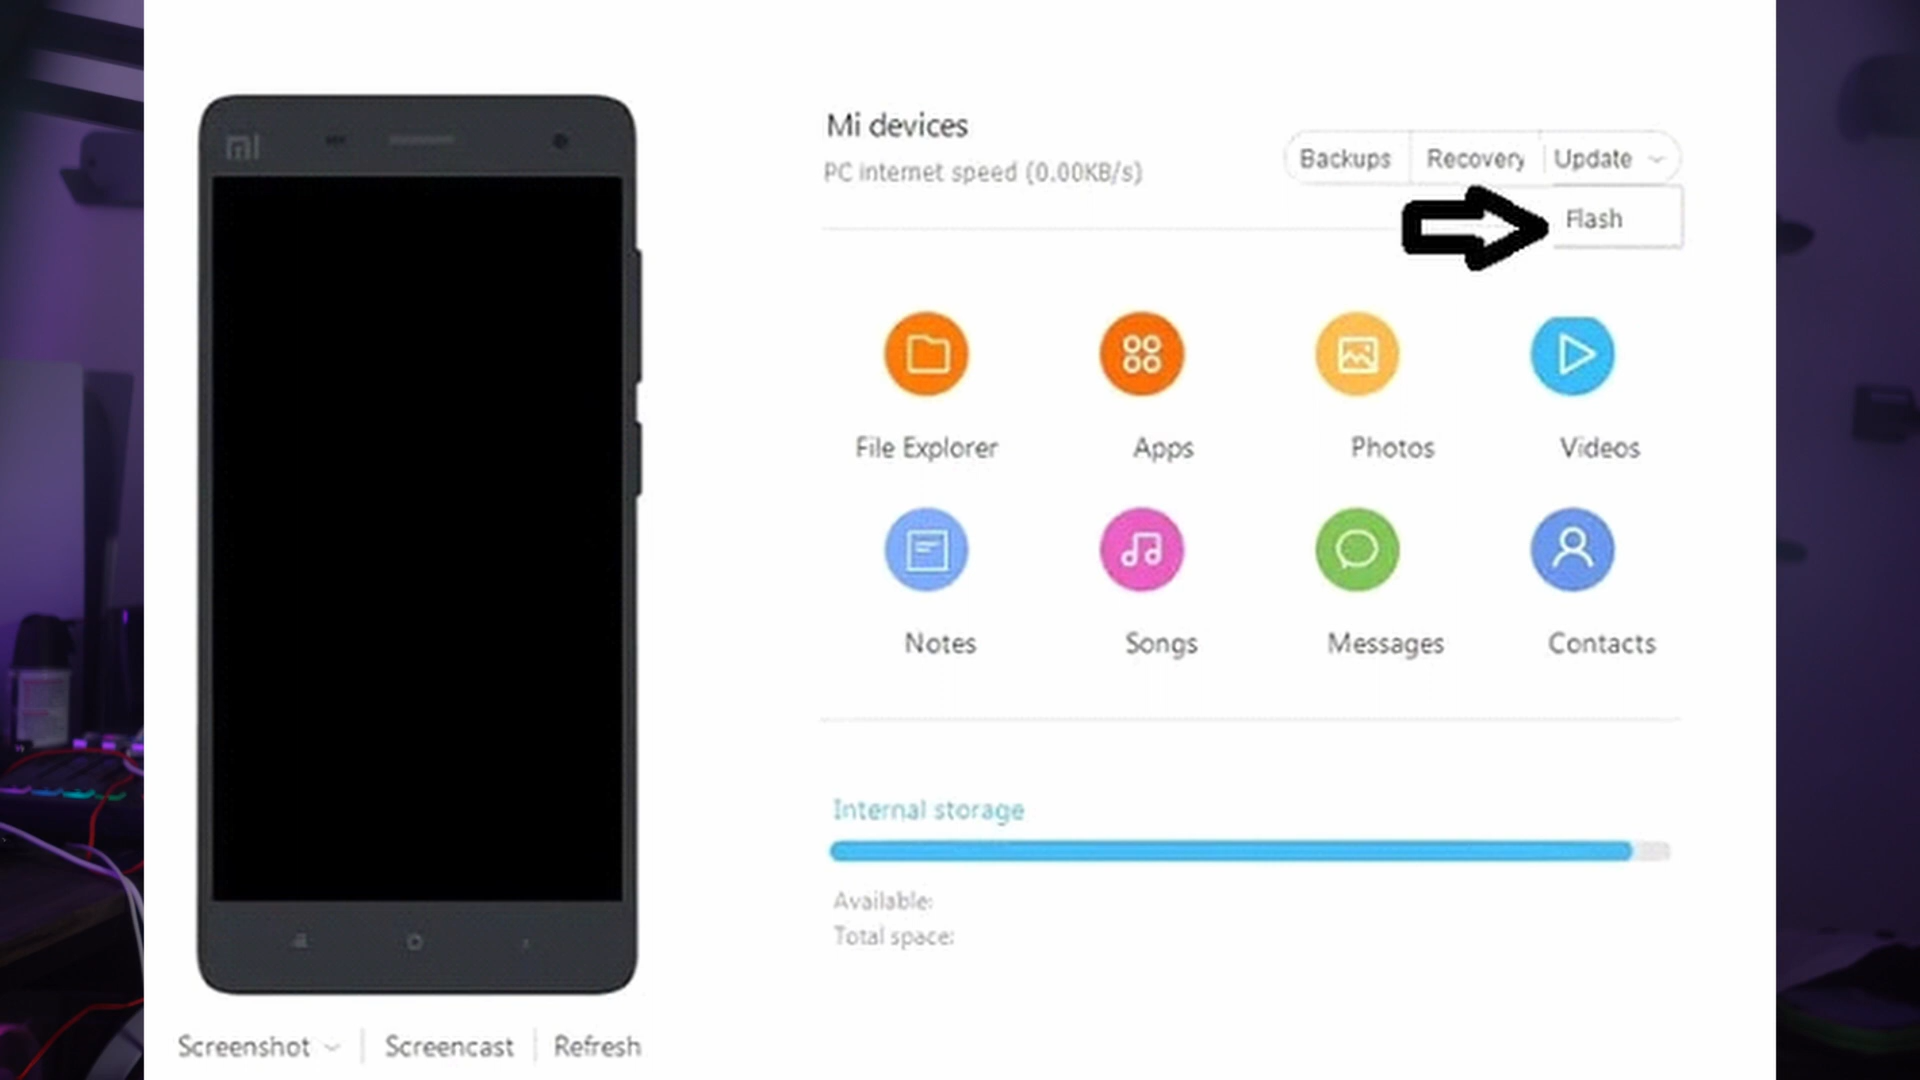 mi
Mi devices
PC internet speed (0.00KB/s)
Backups
Recovery
Update
Flash
File Explorer
Apps
Photos
Videos
Notes
Songs
Messages
Contacts
Internal storage
Available:
Total space:
Screenshot
Screencast
Refresh